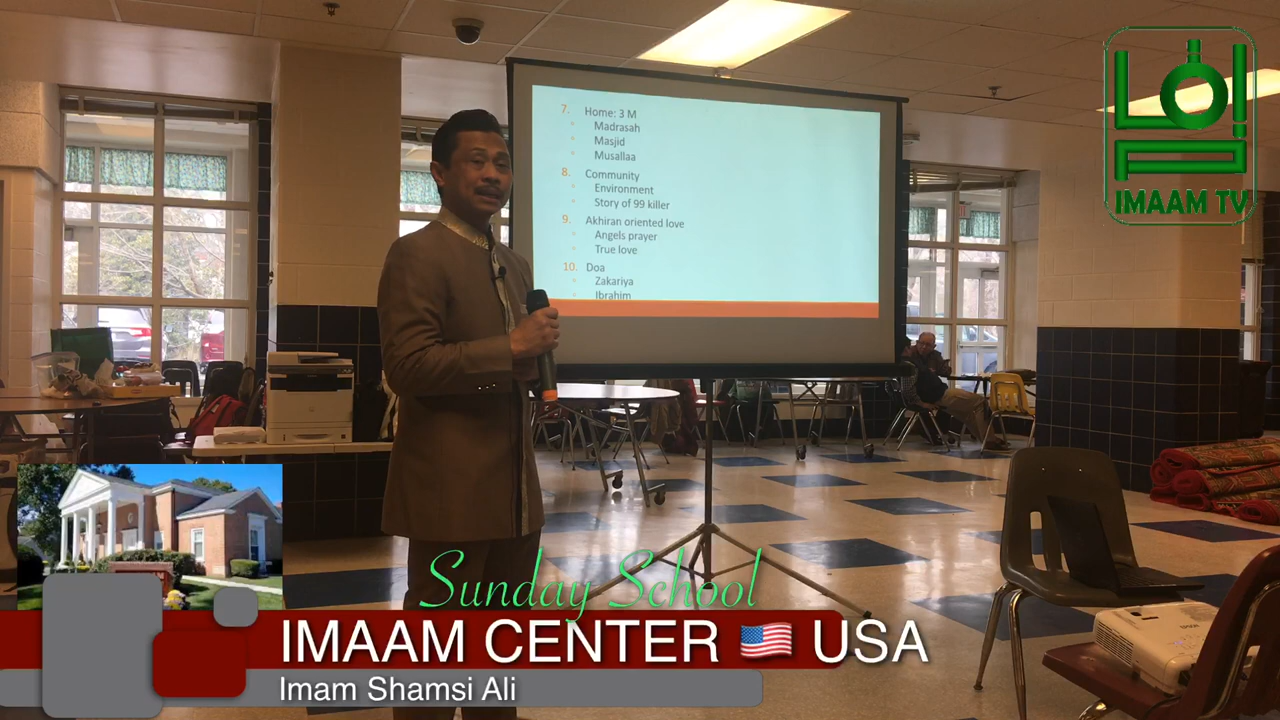 7. Home: 3 M
Madrasah
Masjid
Musallaa
8. Community
Environment
Story of 99 killer
9. Akhiran oriented love
Angels prayer
True love
10. Doa
Zakariya
Ibrahim
IMAAM TV
Sunday School
IMAAM CENTER 🇺🇸 USA
Imam Shamsi Ali
EPSON